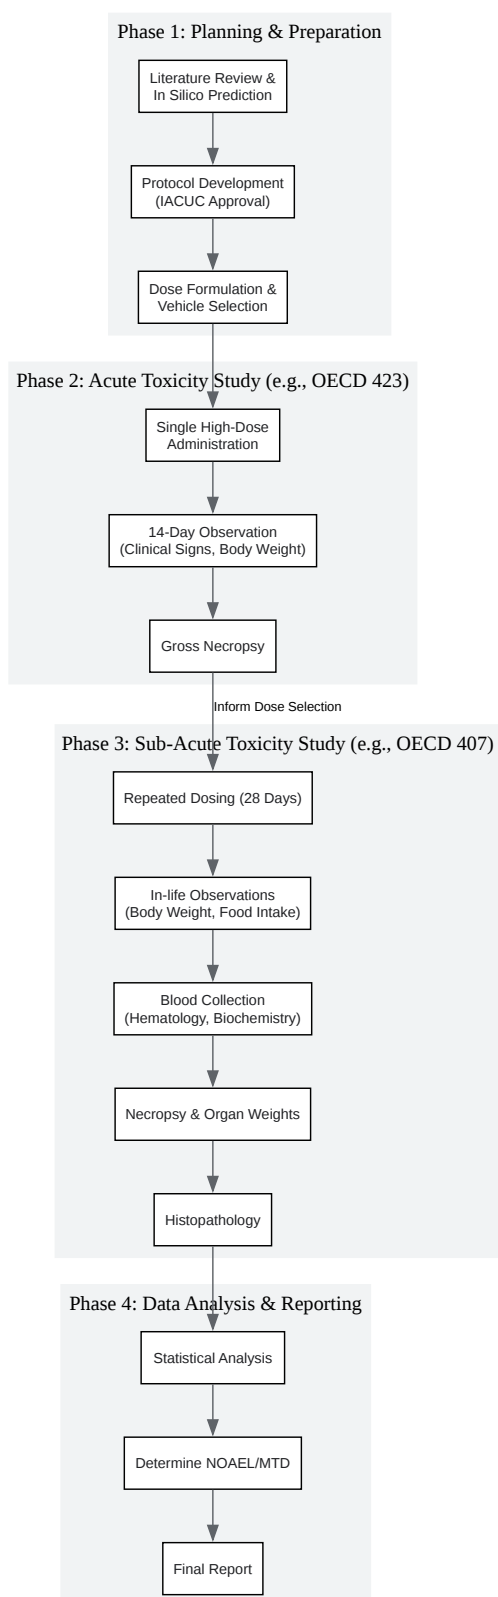 Phase 1: Planning & Preparation
Literature Review &
In Silico Prediction
Protocol Development
(IACUC Approval)
Dose Formulation &
Vehicle Selection
Phase 2: Acute Toxicity Study (e.g., OECD 423)
Single High-Dose
Administration
14-Day Observation
(Clinical Signs, Body Weight)
Gross Necropsy
Inform Dose Selection
Phase 3: Sub-Acute Toxicity Study (e.g., OECD 407)
Repeated Dosing (28 Days)
In-life Observations
(Body Weight, Food Intake)
Blood Collection
(Hematology, Biochemistry)
Necropsy & Organ Weights
Histopathology
Phase 4: Data Analysis & Reporting
Statistical Analysis
Determine NOAEL/MTD
Final Report